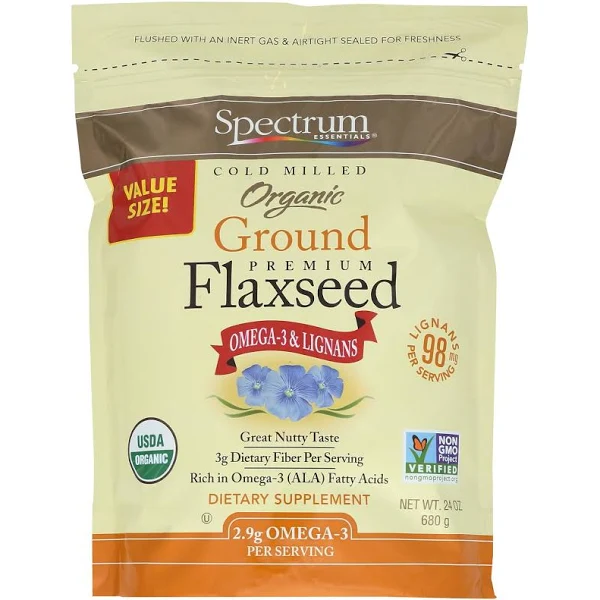 FLUSHED WITH AN INERT GAS & AIRTIGHT SEALED FOR FRESHNESS
Spectrum
ESSENTIALS®
COLD MILLED
VALUE
SIZE!
Organic
Ground
PREMIUM
Flaxseed
OMEGA-3 & LIGNANS
LIGNANS
98 mg
PER SERVING
Great Nutty Taste
3g Dietary Fiber Per Serving
Rich in Omega-3 (ALA) Fatty Acids
DIETARY SUPPLEMENT
USDA
ORGANIC
NON
GMO
Project
VERIFIED
nongmoproject.org
NET WT. 24 OZ.
680 g
U
2.9g OMEGA-3
PER SERVING